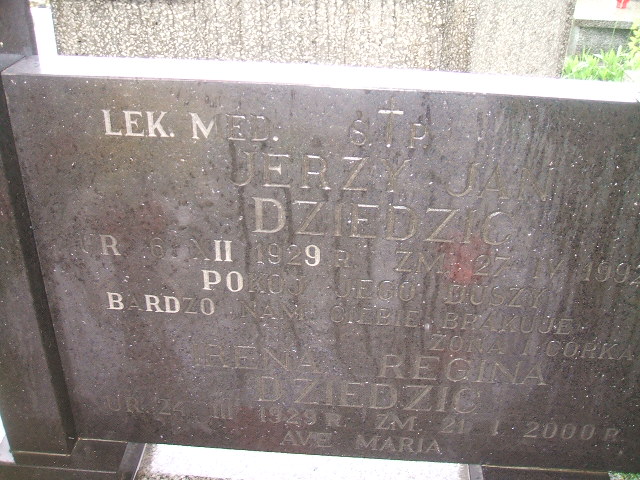 LEK. MED. Ś.†P.
JERZY JAN
DZIEDZIC
UR. 6 XII 1929 R. ZM. 27. IV 1992
POKÓJ JEGO DUSZY
BARDZO NAM CIEBIE BRAKUJE
ŻONA I CÓRKA
IRENA REGINA
DZIEDZIC
UR. 24 III 1929 R. ZM. 21. I. 2000 R.
AVE MARIA